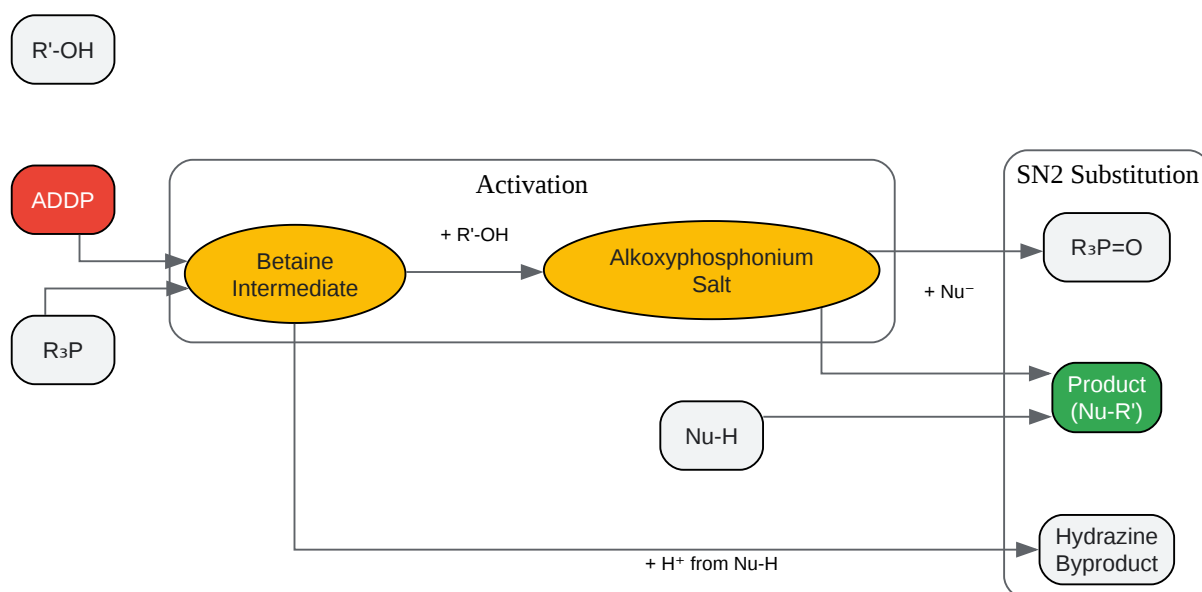 R'-OH
ADDP
R₃P
Activation
Betaine
Intermediate
+ R'-OH
Alkoxyphosphonium
Salt
+ Nu⁻
Nu-H
+ H⁺ from Nu-H
SN2 Substitution
R₃P=O
Product
(Nu-R')
Hydrazine
Byproduct